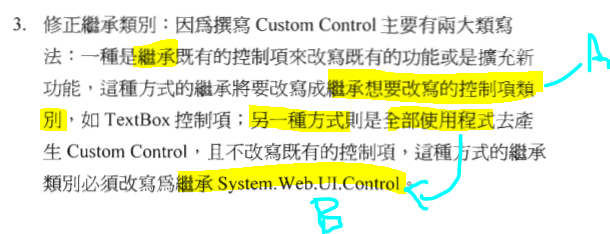 3. 修正繼承類別：因為撰寫 Custom Control 主要有兩大類寫
法：一種是繼承既有的控制項來改寫既有的功能或是擴充新
功能，這種方式的繼承將要改寫成繼承想要改寫的控制項類
別，如 TextBox 控制項；另一種方式則是全部使用程式去產
生 Custom Control，且不改寫既有的控制項，這種方式的繼承
類別必須改寫為繼承 System.Web.UI.Control。
A
B